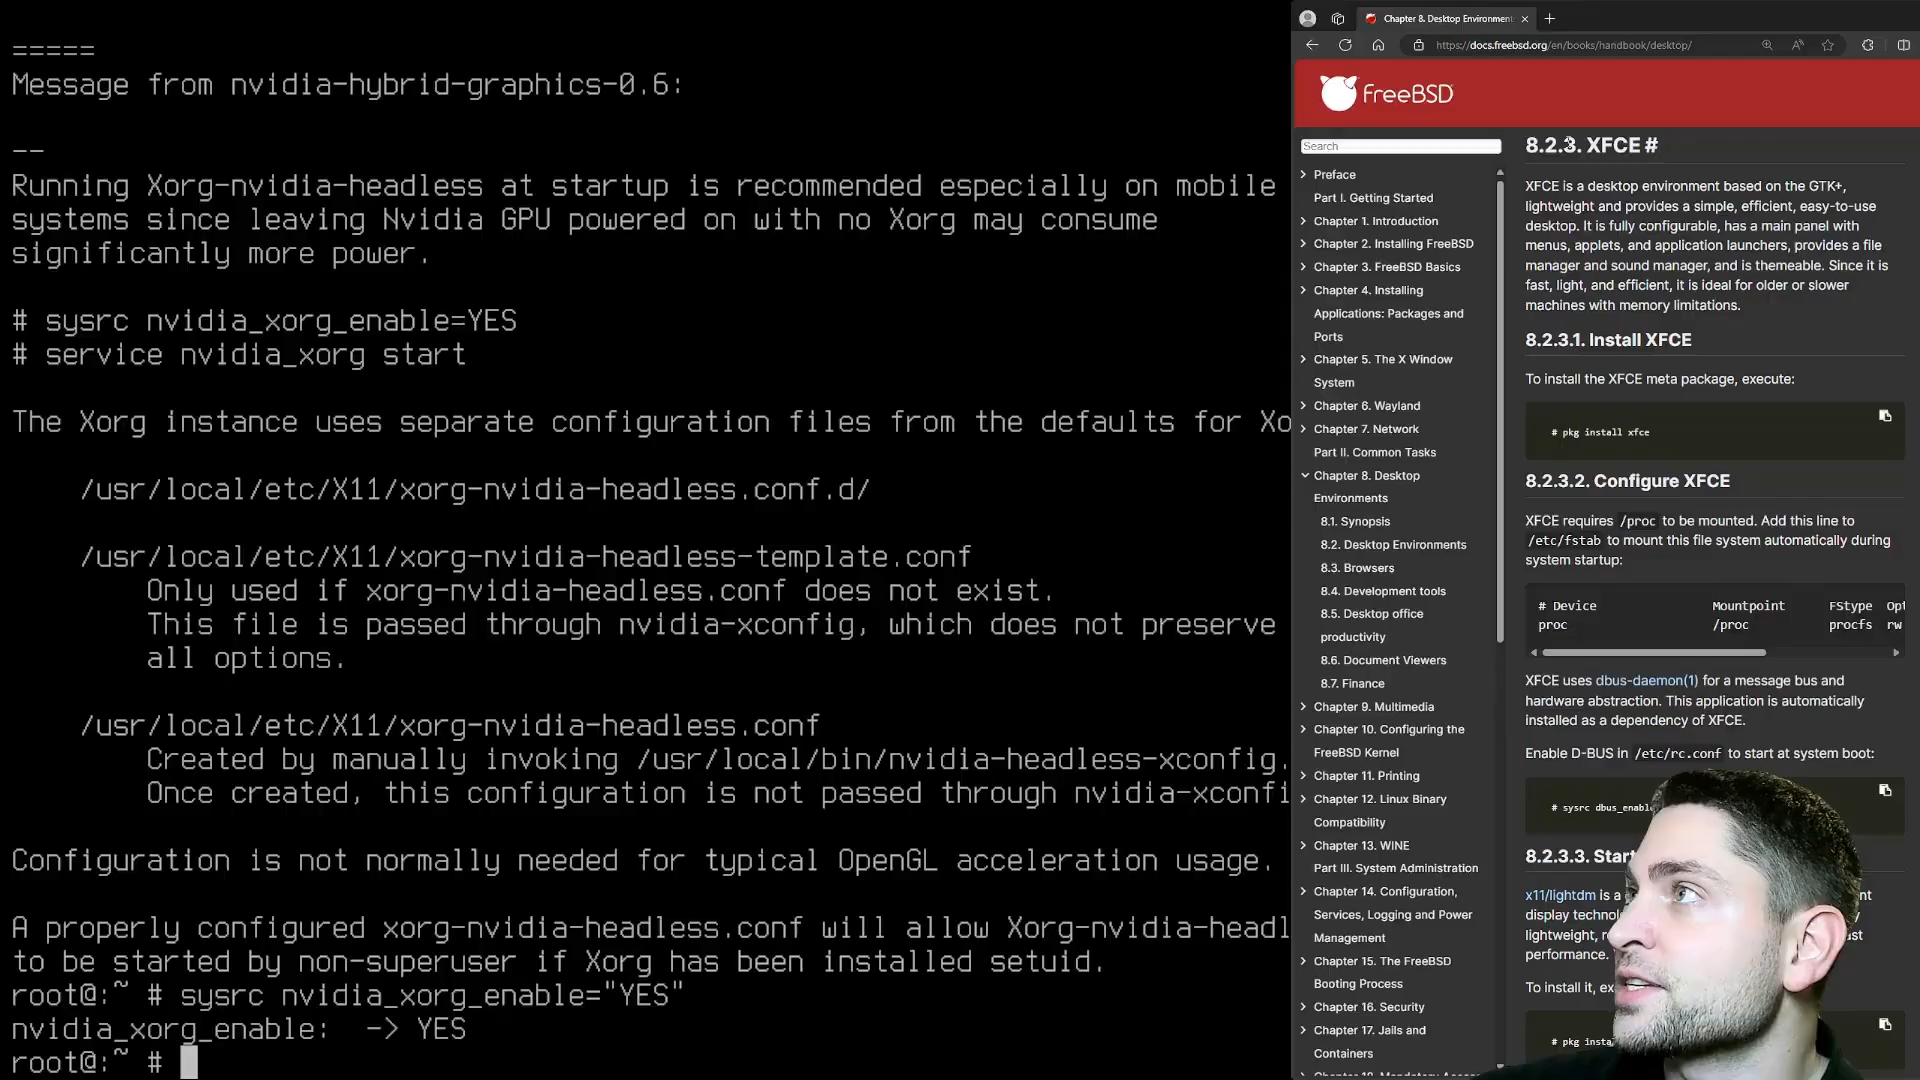 =====
Message from nvidia-hybrid-graphics-0.6:
--
Running Xorg-nvidia-headless at startup is recommended especially on mobile
systems since leaving Nvidia GPU powered on with no Xorg may consume
significantly more power.
# sysrc nvidia_xorg_enable=YES
# service nvidia_xorg start
The Xorg instance uses separate configuration files from the defaults for Xo
/usr/local/etc/X11/xorg-nvidia-headless.conf.d/
/usr/local/etc/X11/xorg-nvidia-headless-template.conf
Only used if xorg-nvidia-headless.conf does not exist.
This file is passed through nvidia-xconfig, which does not preserve
all options.
/usr/local/etc/X11/xorg-nvidia-headless.conf
Created by manually invoking /usr/local/bin/nvidia-headless-xconfig.
Once created, this configuration is not passed through nvidia-xconfi
Configuration is not normally needed for typical OpenGL acceleration usage.
A properly configured xorg-nvidia-headless.conf will allow Xorg-nvidia-headl
to be started by non-superuser if Xorg has been installed setuid.
root@:~ # sysrc nvidia_xorg_enable="YES"
nvidia_xorg_enable:  -> YES
root@:~ #
Chapter 8. Desktop Environment
https://docs.freebsd.org/en/books/handbook/desktop/
FreeBSD
Search
Preface
Part I. Getting Started
Chapter 1. Introduction
Chapter 2. Installing FreeBSD
Chapter 3. FreeBSD Basics
Chapter 4. Installing
Applications: Packages and
Ports
Chapter 5. The X Window
System
Chapter 6. Wayland
Chapter 7. Network
Part II. Common Tasks
Chapter 8. Desktop
Environments
8.1. Synopsis
8.2. Desktop Environments
8.3. Browsers
8.4. Development tools
8.5. Desktop office
productivity
8.6. Document Viewers
8.7. Finance
Chapter 9. Multimedia
Chapter 10. Configuring the
FreeBSD Kernel
Chapter 11. Printing
Chapter 12. Linux Binary
Compatibility
Chapter 13. WINE
Part III. System Administration
Chapter 14. Configuration,
Services, Logging and Power
Management
Chapter 15. The FreeBSD
Booting Process
Chapter 16. Security
Chapter 17. Jails and
Containers
8.2.3. XFCE #
XFCE is a desktop environment based on the GTK+,
lightweight and provides a simple, efficient, easy-to-use
desktop. It is fully configurable, has a main panel with
menus, applets, and application launchers, provides a file
manager and sound manager, and is themeable. Since it is
fast, light, and efficient, it is ideal for older or slower
machines with memory limitations.
8.2.3.1. Install XFCE
To install the XFCE meta package, execute:
# pkg install xfce
8.2.3.2. Configure XFCE
XFCE requires /proc to be mounted. Add this line to
/etc/fstab to mount this file system automatically during
system startup:
# Device Mountpoint FStype Opt
proc /proc procfs rw
XFCE uses dbus-daemon(1) for a message bus and
hardware abstraction. This application is automatically
installed as a dependency of XFCE.
Enable D-BUS in /etc/rc.conf to start at system boot:
# sysrc dbus_enabl
8.2.3.3. Star
x11/lightdm is a
display technol
lightweight, r
performance.
To install it, ex
# pkg insta